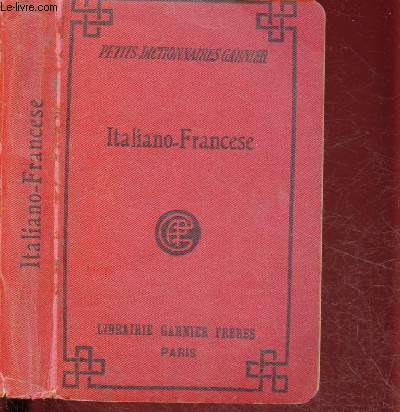 Le-livre.com
PETITS DICTIONNAIRES GARNIER
Italiano-Francese
Italiano-Francese
LIBRAIRIE GARNIER FRÈRES
PARIS